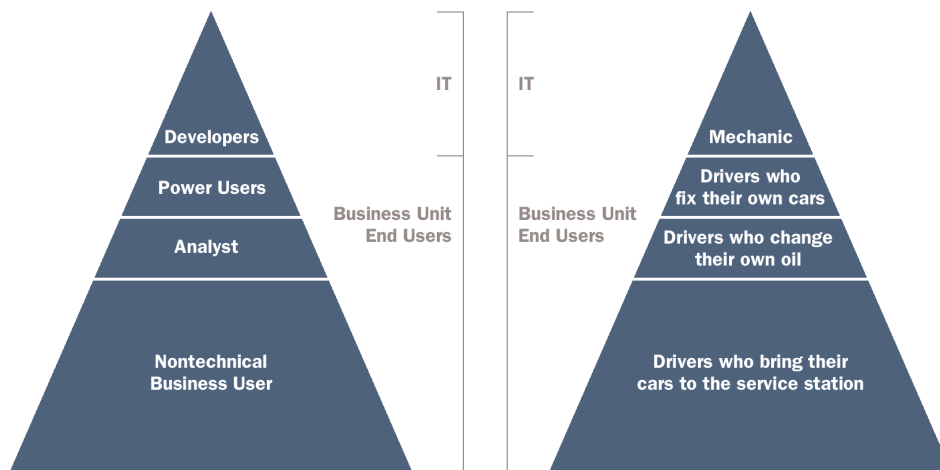 Developers
Power Users
Analyst
Nontechnical
Business User
IT
Business Unit
End Users
IT
Business Unit
End Users
Mechanic
Drivers who
fix their own cars
Drivers who change
their own oil
Drivers who bring their
cars to the service station